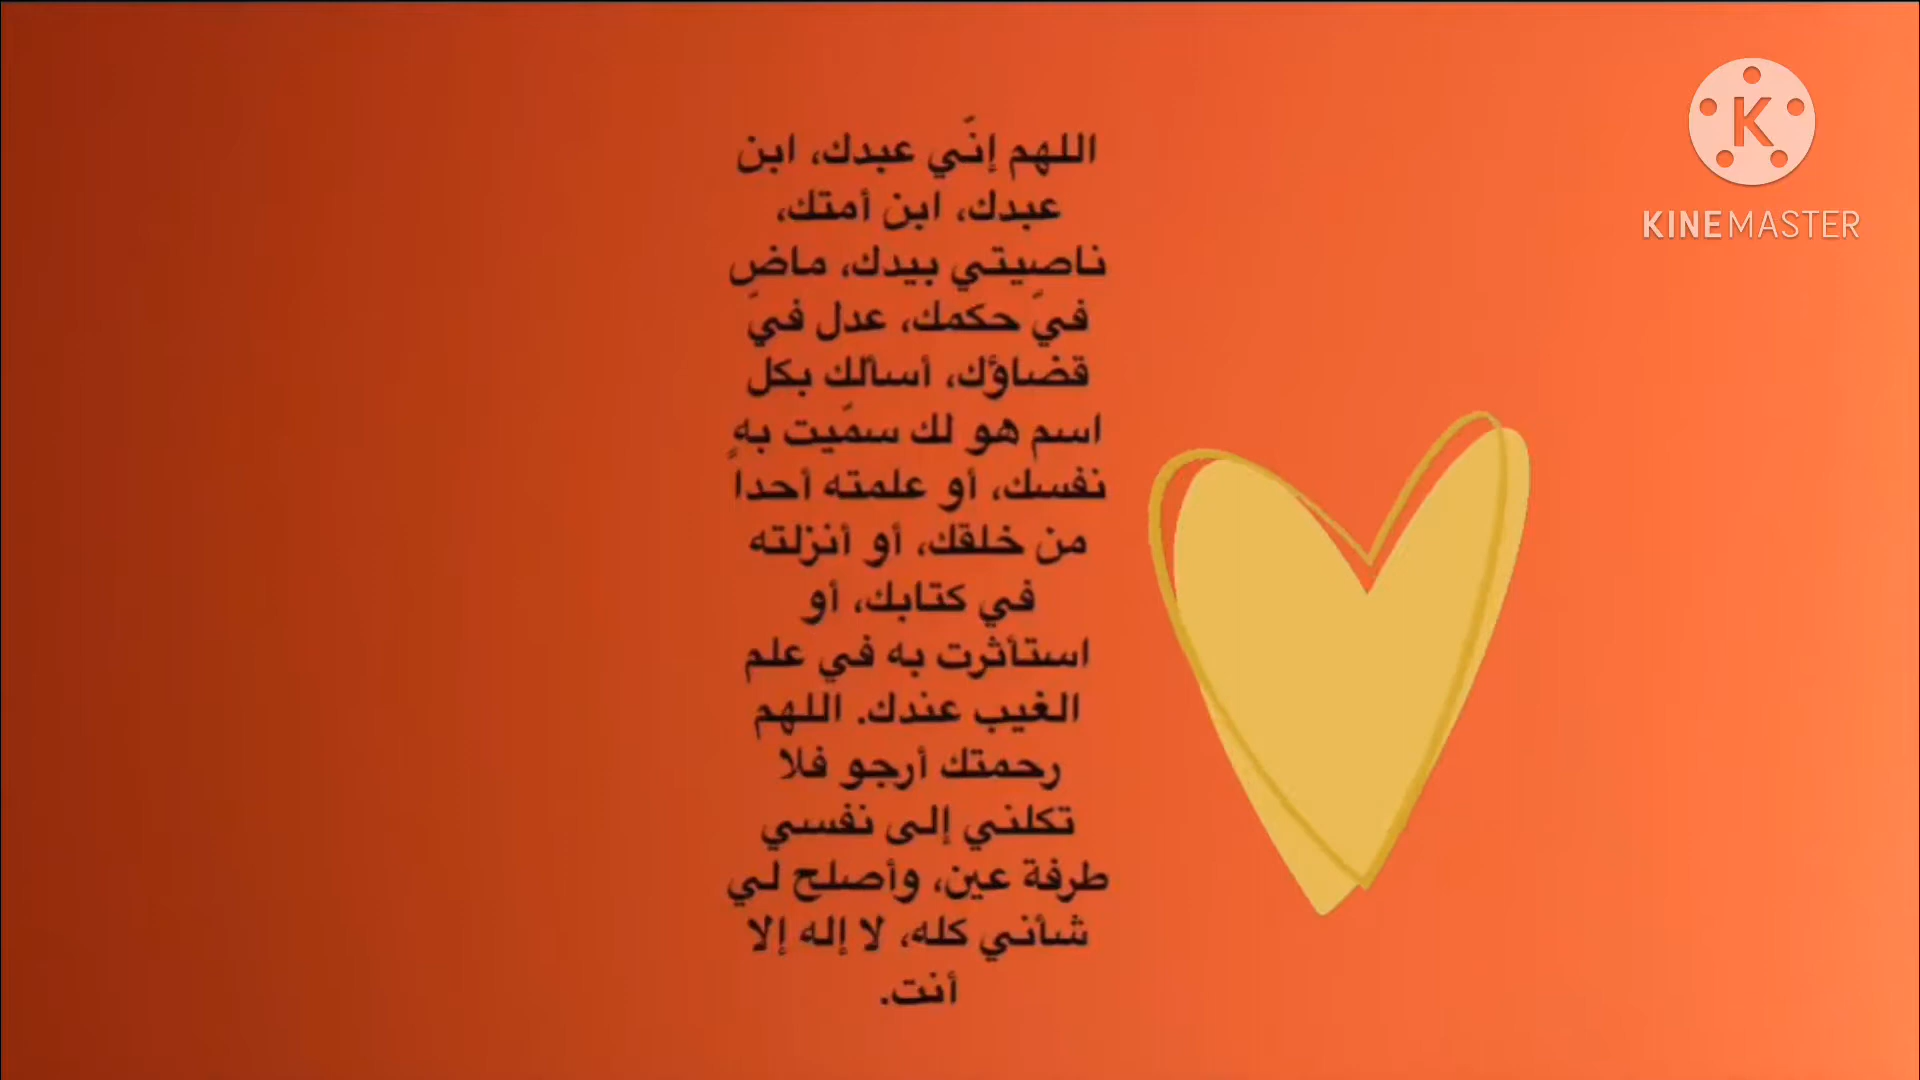 اللهم إنّي عبدك، ابن
عبدك، ابن أمتك،
ناصيتي بيدك، ماضٍ
فيَّ حكمك، عدل فيَّ
قضاؤك، أسألك بكل
اسم هو لك سمّيت به
نفسك، أو علمته أحداً
من خلقك، أو أنزلته
في كتابك، أو
استأثرت به في علم
الغيب عندك. اللهم
رحمتك أرجو فلا
تكلني إلى نفسي
طرفة عين، وأصلح لي
شأني كله، لا إله إلا
أنت.
K
KINEMASTER